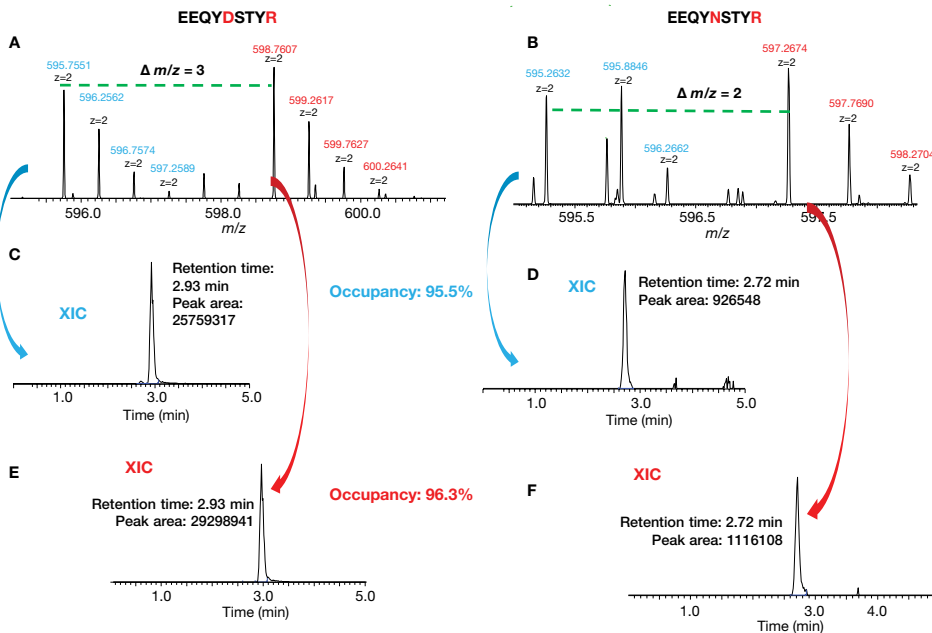 EEQYDSTYR
EEQYNSTYR
A
595.7551
z=2
Δ m/z = 3
596.2562
z=2
596.7574
z=2
597.2589
z=2
598.7607
z=2
599.2617
z=2
599.7627
z=2
600.2641
z=2
596.0
598.0
600.0
m/z
B
595.2632
z=2
595.8846
z=2
Δ m/z = 2
596.2662
z=2
597.2674
z=2
597.7690
z=2
598.2704
z=2
595.5
596.5
597.5
m/z
C
XIC
Retention time:
2.93 min
Peak area:
25759317
1.0
3.0
5.0
Time (min)
Occupancy: 95.5%
D
XIC
Retention time: 2.72 min
Peak area: 926548
1.0
3.0
5.0
Time (min)
E
XIC
Retention time: 2.93 min
Peak area: 29298941
1.0
3.0
5.0
Time (min)
Occupancy: 96.3%
F
XIC
Retention time: 2.72 min
Peak area: 1116108
1.0
3.0
4.0
Time (min)